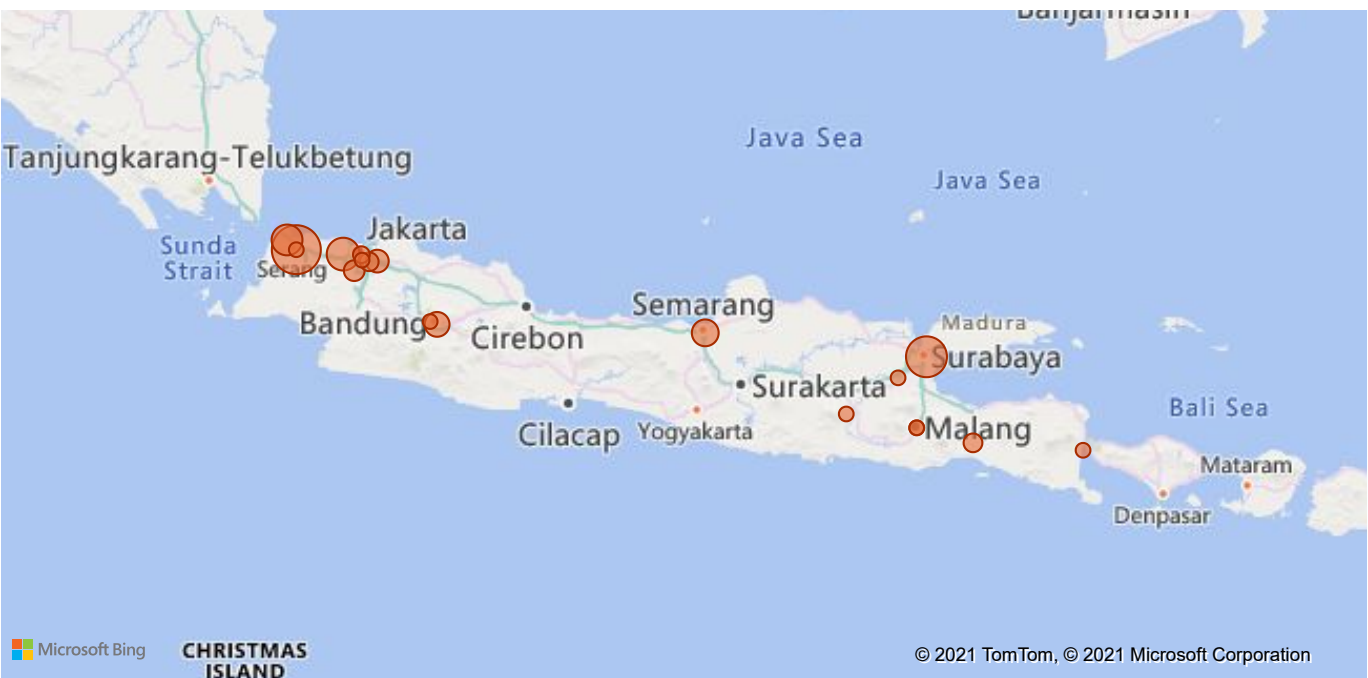 Banjarmasin
Java Sea
Tanjungkarang-Telukbetung
Java Sea
Jakarta
Sunda
Strait
Serang
Semarang
Bandung
Cirebon
Madura
Surabaya
Surakarta
Bali Sea
Cilacap
Yogyakarta
Malang
Mataram
Denpasar
Microsoft Bing
CHRISTMAS
ISLAND
© 2021 TomTom, © 2021 Microsoft Corporation